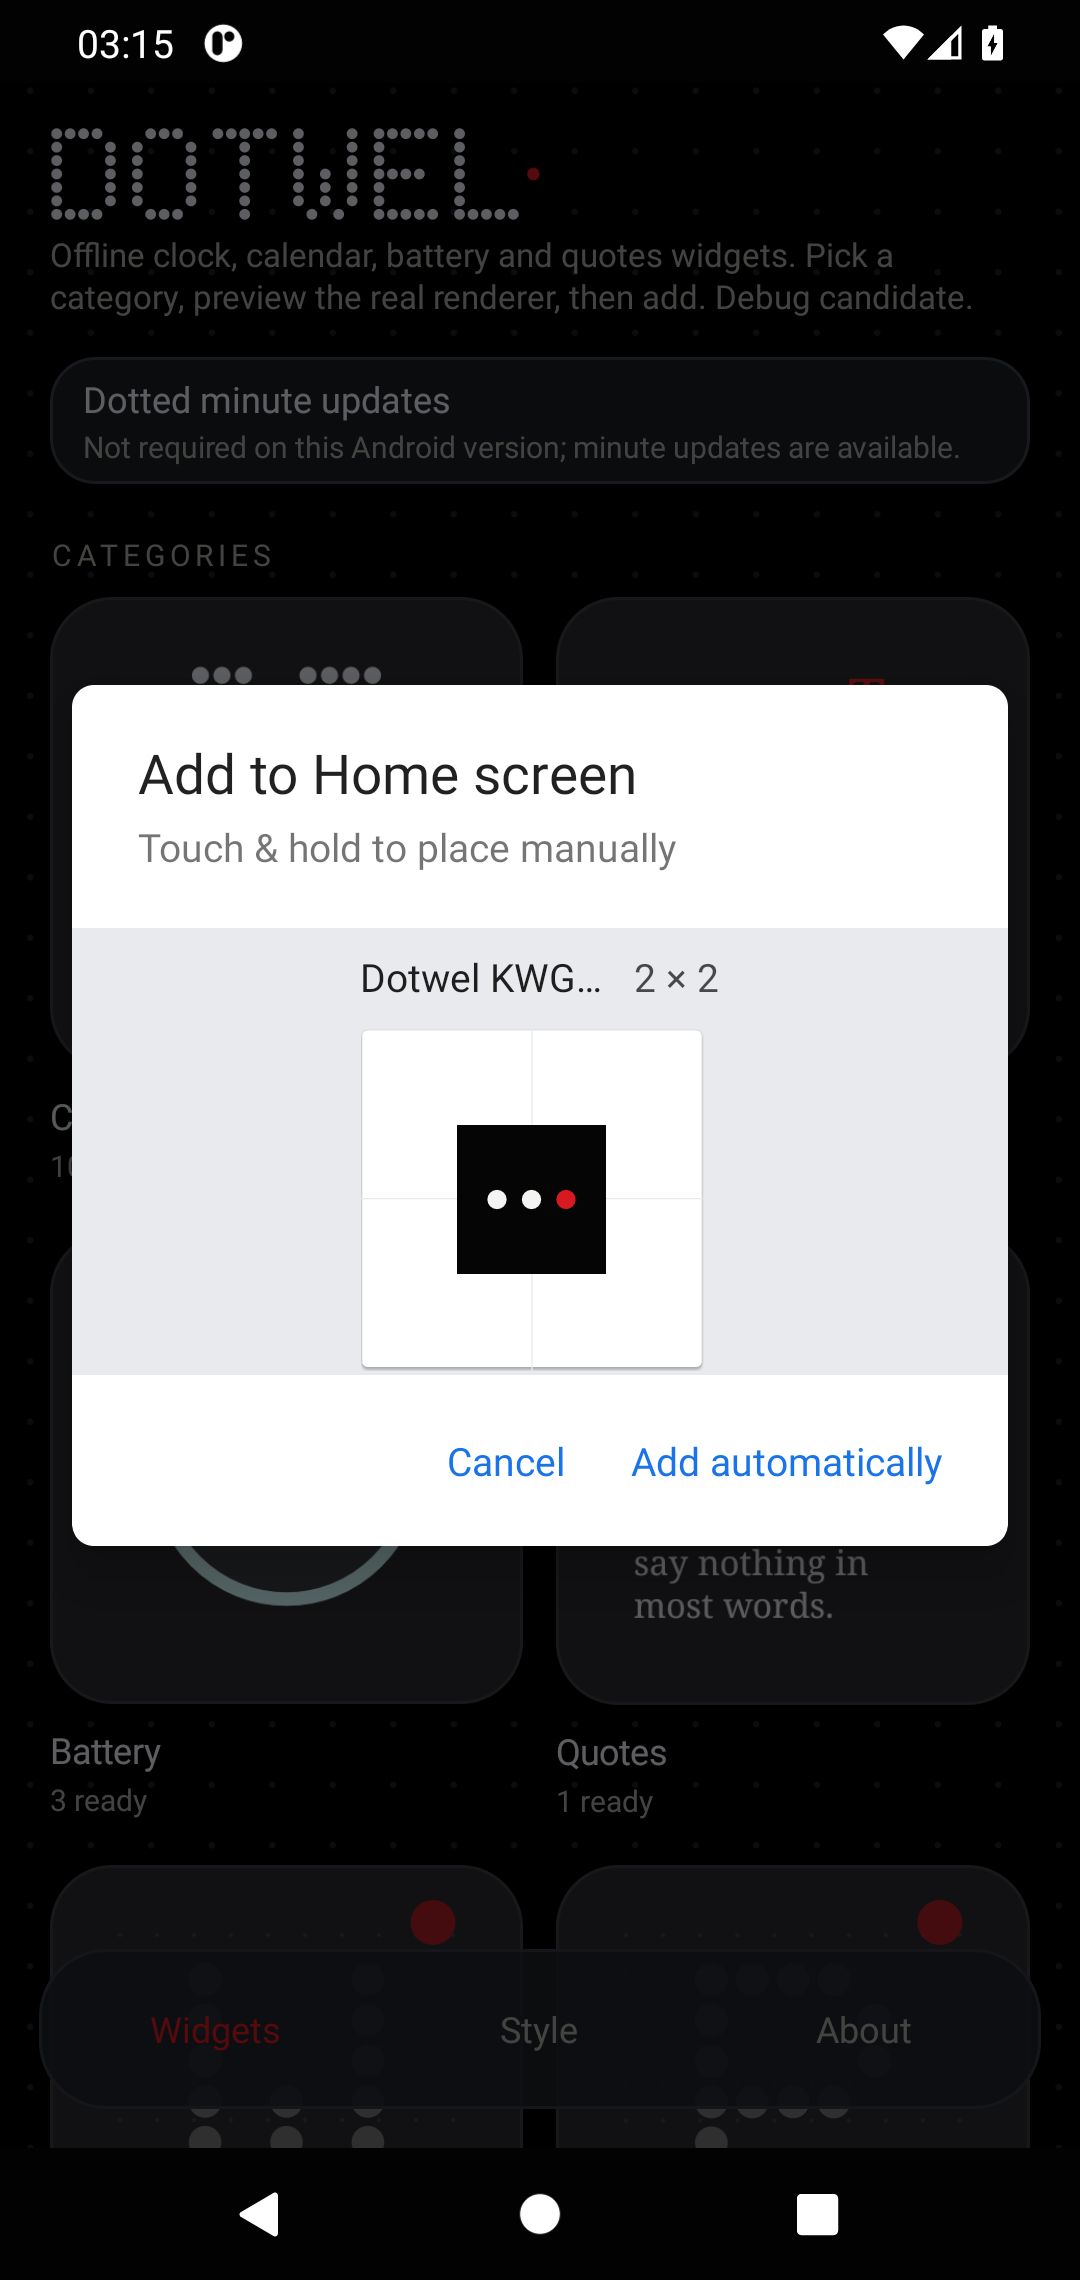 03:15
DOTWEL
Offline clock, calendar, battery and quotes widgets. Pick a
category, preview the real renderer, then add. Debug candidate.
Dotted minute updates
Not required on this Android version; minute updates are available.
CATEGORIES
Add to Home screen
Touch & hold to place manually
Dotwel KWG... 2 × 2
Cancel Add automatically
say nothing in
most words.
Battery
3 ready
Quotes
1 ready
Widgets Style About